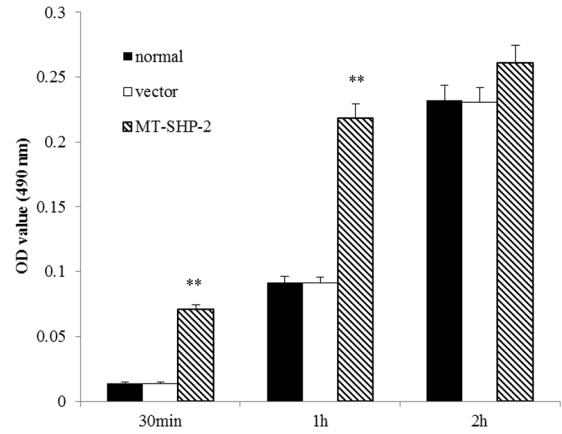 0.3
0.25
0.2
0.15
0.1
0.05
0
OD value (490 nm)
normal
vector
MT-SHP-2
**
**
30min 1h 2h